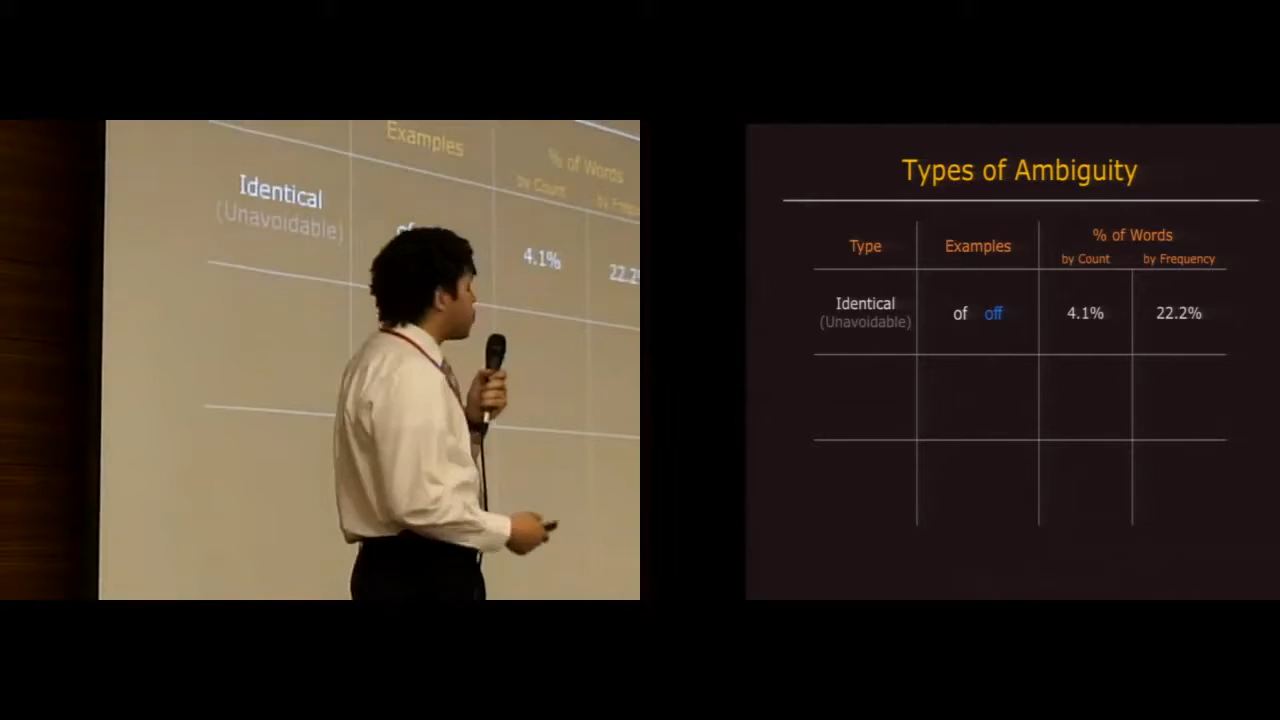 Examples
% of Words
by Count
Identical
(Unavoidable)
4.1%
Types of Ambiguity
Type
Examples
% of Words
by Count
by Frequency
Identical
(Unavoidable)
of off
4.1%
22.2%